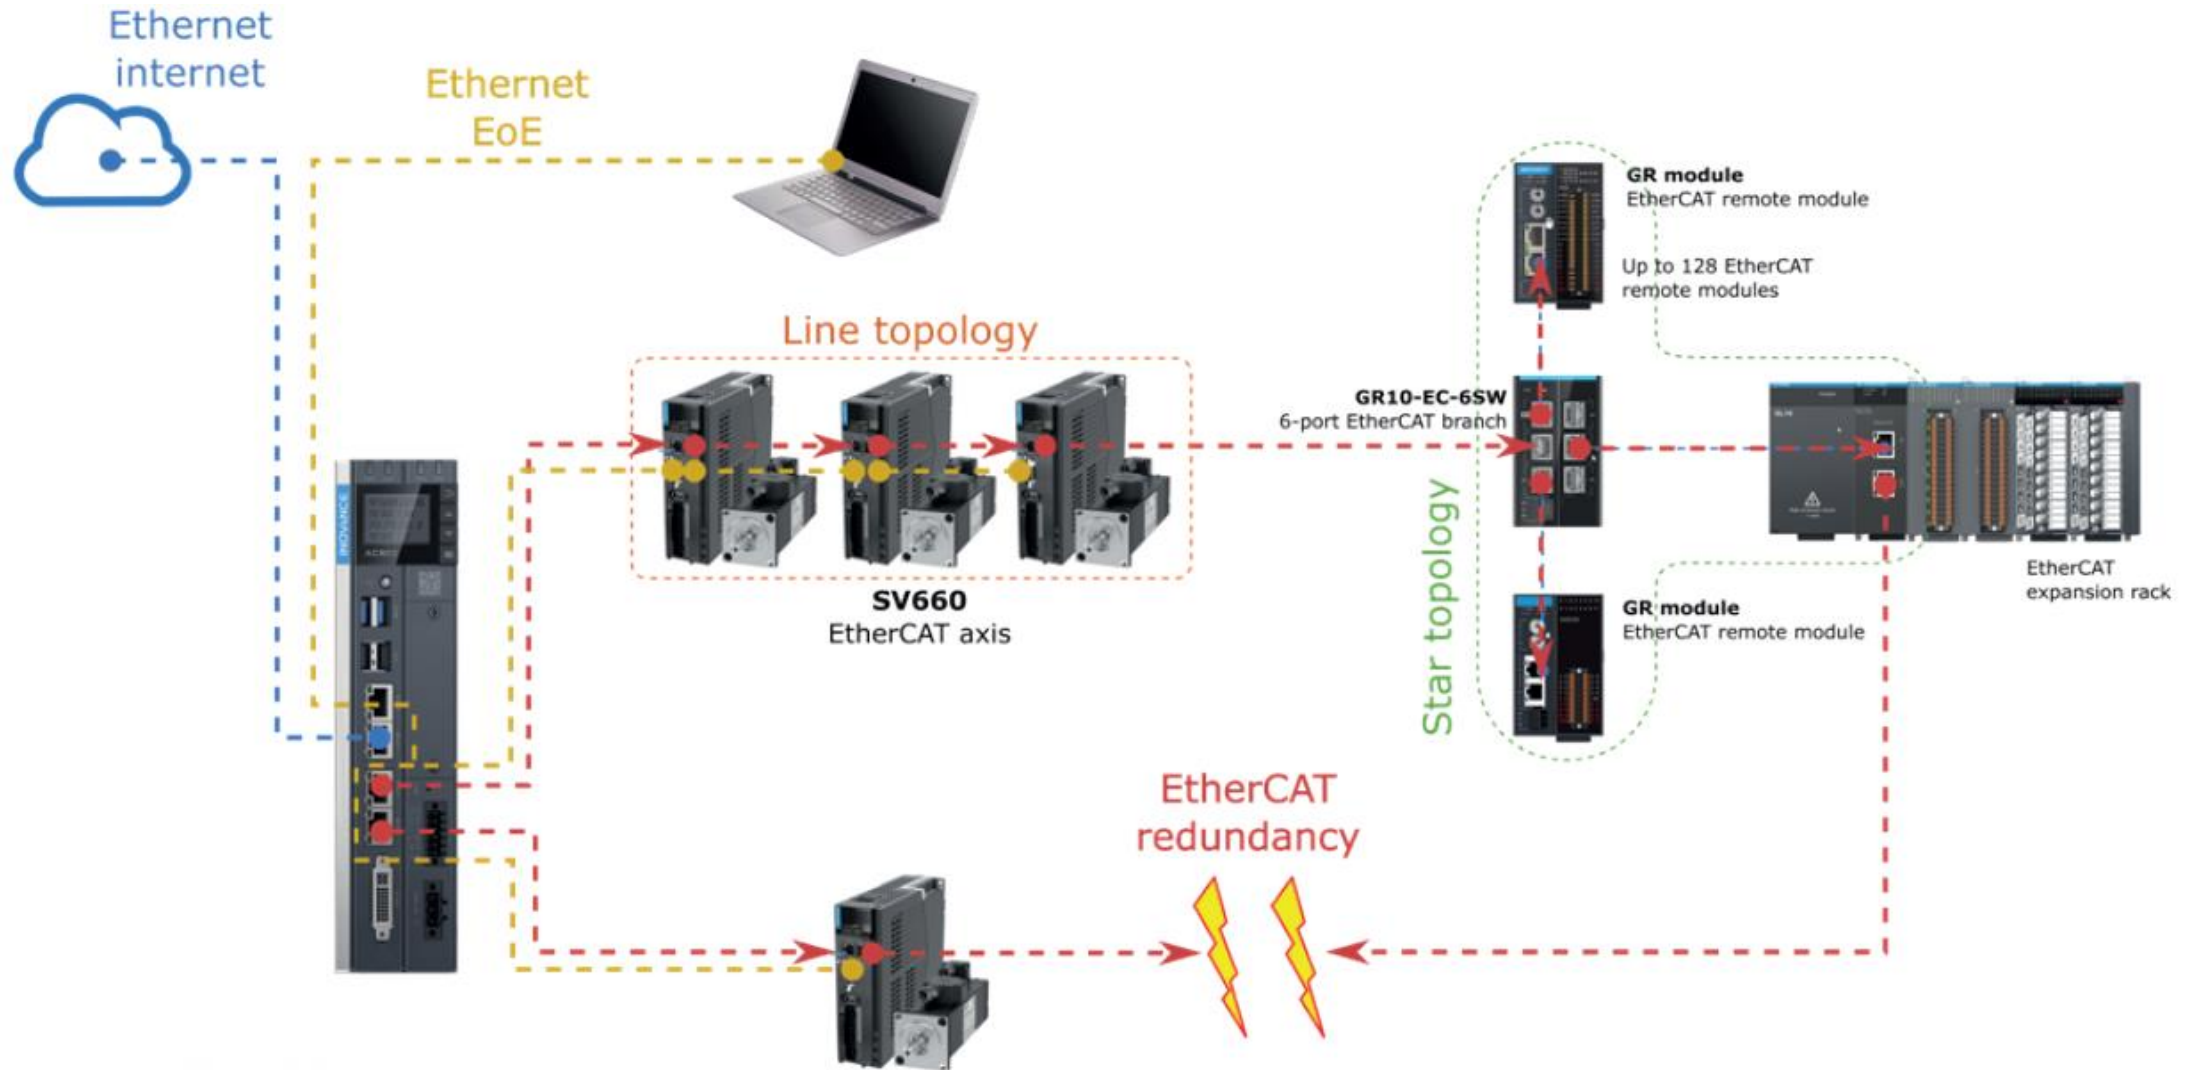 Ethernet
internet
Ethernet
EoE
GR module
EtherCAT remote module
Up to 128 EtherCAT
remote modules
Line topology
GR10-EC-6SW
6-port EtherCAT branch
INOVANCE
SV660
EtherCAT axis
Star topology
EtherCAT
expansion rack
GR module
EtherCAT remote module
EtherCAT
redundancy